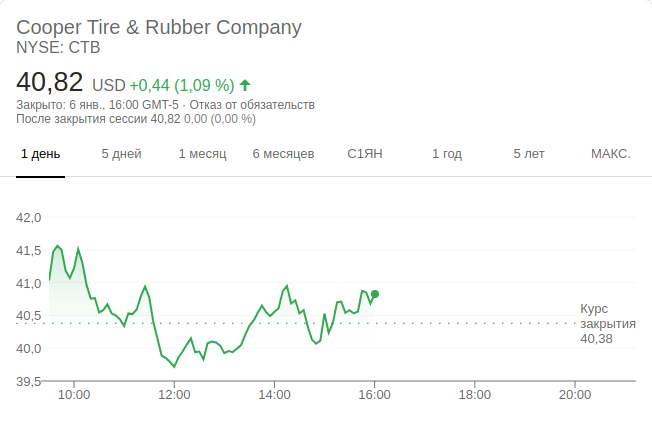 Cooper Tire & Rubber Company
NYSE: CTB
40,82 USD +0,44 (1,09 %)
Закрыто: 6 янв., 16:00 GMT-5 · Отказ от обязательств
После закрытия сессии 40,82 0,00 (0,00 %)
1 день 5 дней 1 месяц 6 месяцев С1ЯН 1 год 5 лет МАКС.
42,0
41,5
41,0
40,5
40,0
39,5
Курс
закрытия
40,38
10:00 12:00 14:00 16:00 18:00 20:00